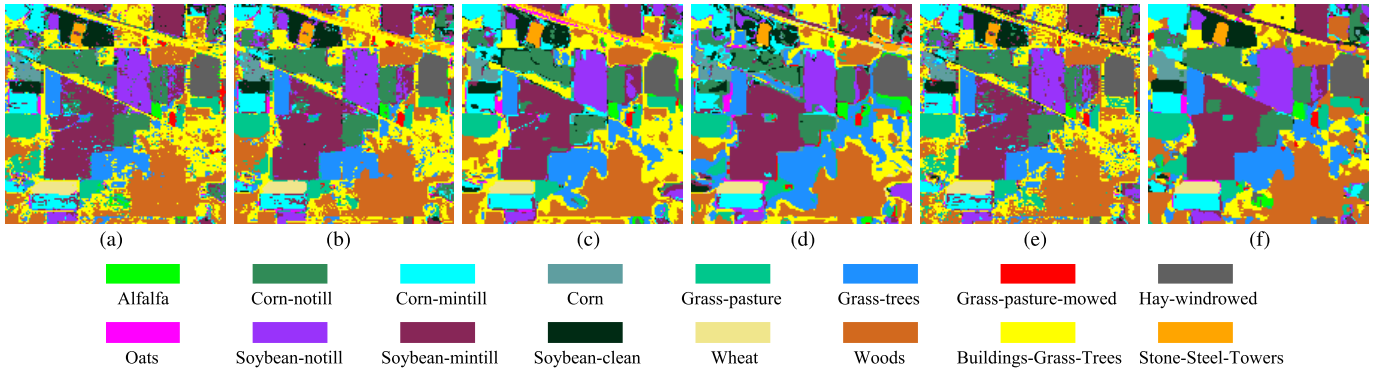 (a) (b) (c) (d) (e) (f)
Alfalfa Corn-notill Corn-mintill Corn Grass-pasture Grass-trees Grass-pasture-mowed Hay-windrowed
Oats Soybean-notill Soybean-mintill Soybean-clean Wheat Woods Buildings-Grass-Trees Stone-Steel-Towers